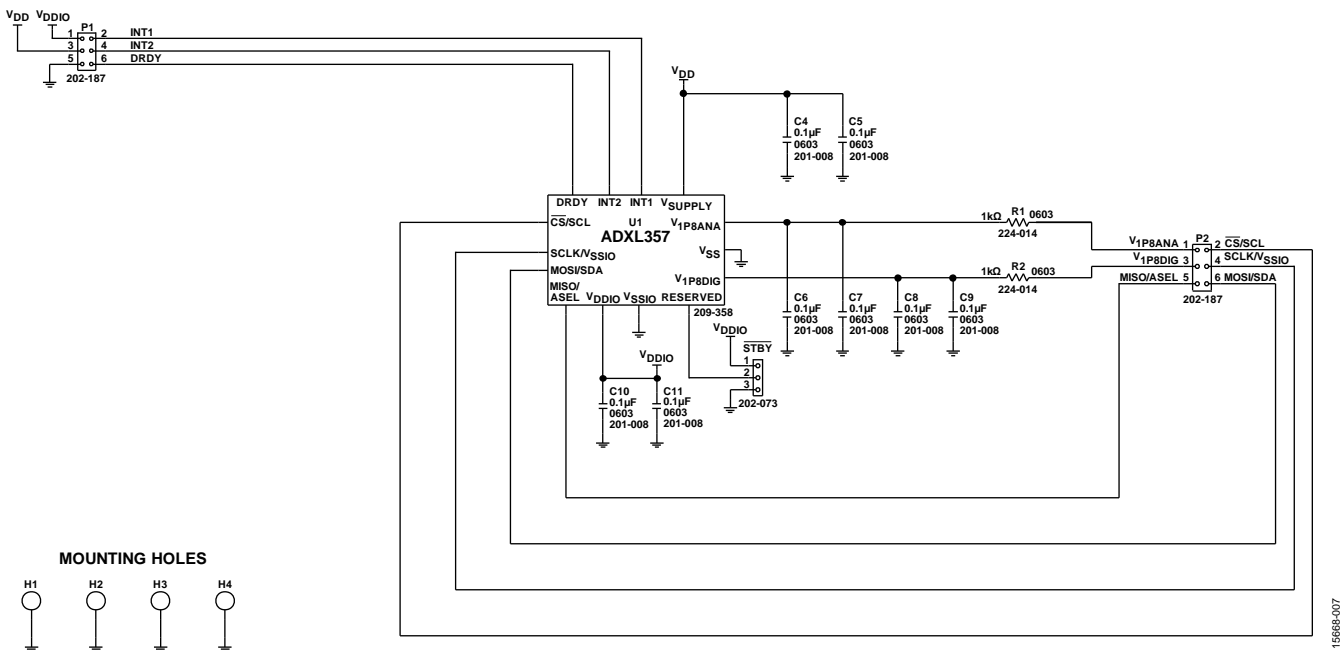 VDD VDDIO
P1
1 2 INT1
3 4 INT2
5 6 DRDY
202-187
VDD
C4
0.1µF
0603
201-008
C5
0.1µF
0603
201-008
DRDY INT2 INT1 VSUPPLY
CS/SCL
U1
ADXL357
V1P8ANA
SCLK/VSSIO
VSS
MOSI/SDA
V1P8DIG
MISO/
ASEL
VDDIO VSSIO RESERVED
209-358
1kΩ R1 0603
224-014
1kΩ R2 0603
224-014
P2
V1P8ANA 1 2 CS/SCL
V1P8DIG 3 4 SCLK/VSSIO
MISO/ASEL 5 6 MOSI/SDA
202-187
C6
0.1µF
0603
201-008
C7
0.1µF
0603
201-008
C8
0.1µF
0603
201-008
C9
0.1µF
0603
201-008
VDDIO
STBY
1
2
3
202-073
VDDIO
C10
0.1µF
0603
201-008
C11
0.1µF
0603
201-008
MOUNTING HOLES
H1 H2 H3 H4
15668-007